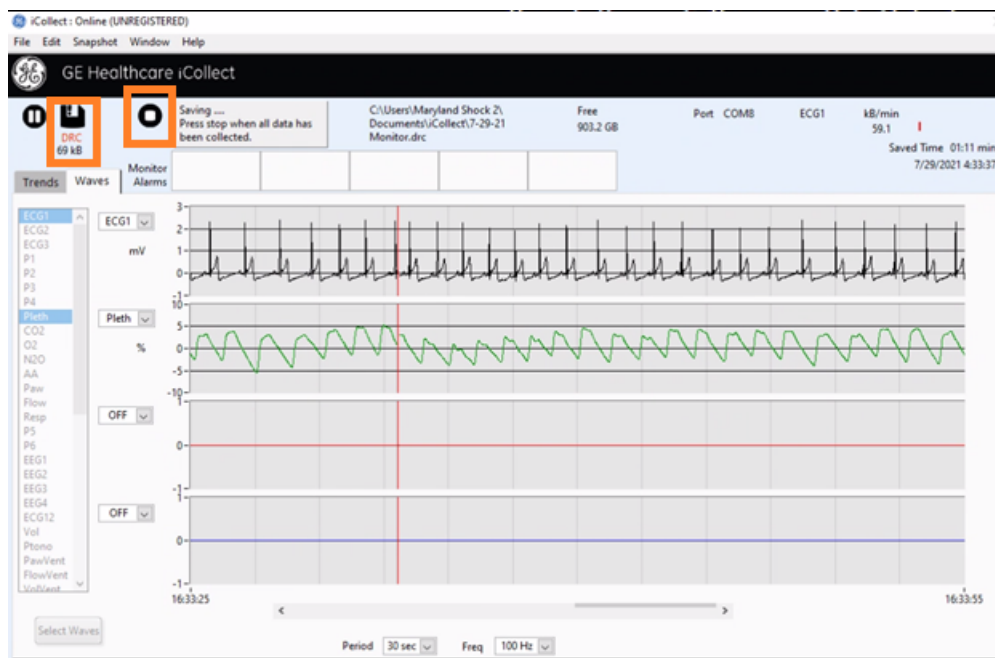 iCollect : Online (UNREGISTERED)
File Edit Snapshot Window Help
GE Healthcare iCollect
DRC
69 kB
Saving ....
Press stop when all data has
been collected.
C:\Users\Maryland Shock 2\
Documents\iCollect\7-29-21
Monitor.drc
Free
903.2 GB
Port COM8
ECG1
kB/min
59.1
Saved Time 01:11 min
7/29/2021 4:33:37
Trends Waves
Monitor
Alarms
ECG1
ECG2
ECG3
P1
P2
P3
P4
Pleth
CO2
O2
N2O
AA
Paw
Flow
Resp
P5
P6
EEG1
EEG2
EEG3
EEG4
ECG12
Vol
Ptono
PawVent
FlowVent
VolVent
Select Waves
ECG1
mV
3
2
1
0
-1
Pleth
%
10
5
0
-5
-10
OFF
1
0
-1
OFF
1
0
-1
16:33:25 16:33:55
Period 30 sec Freq 100 Hz